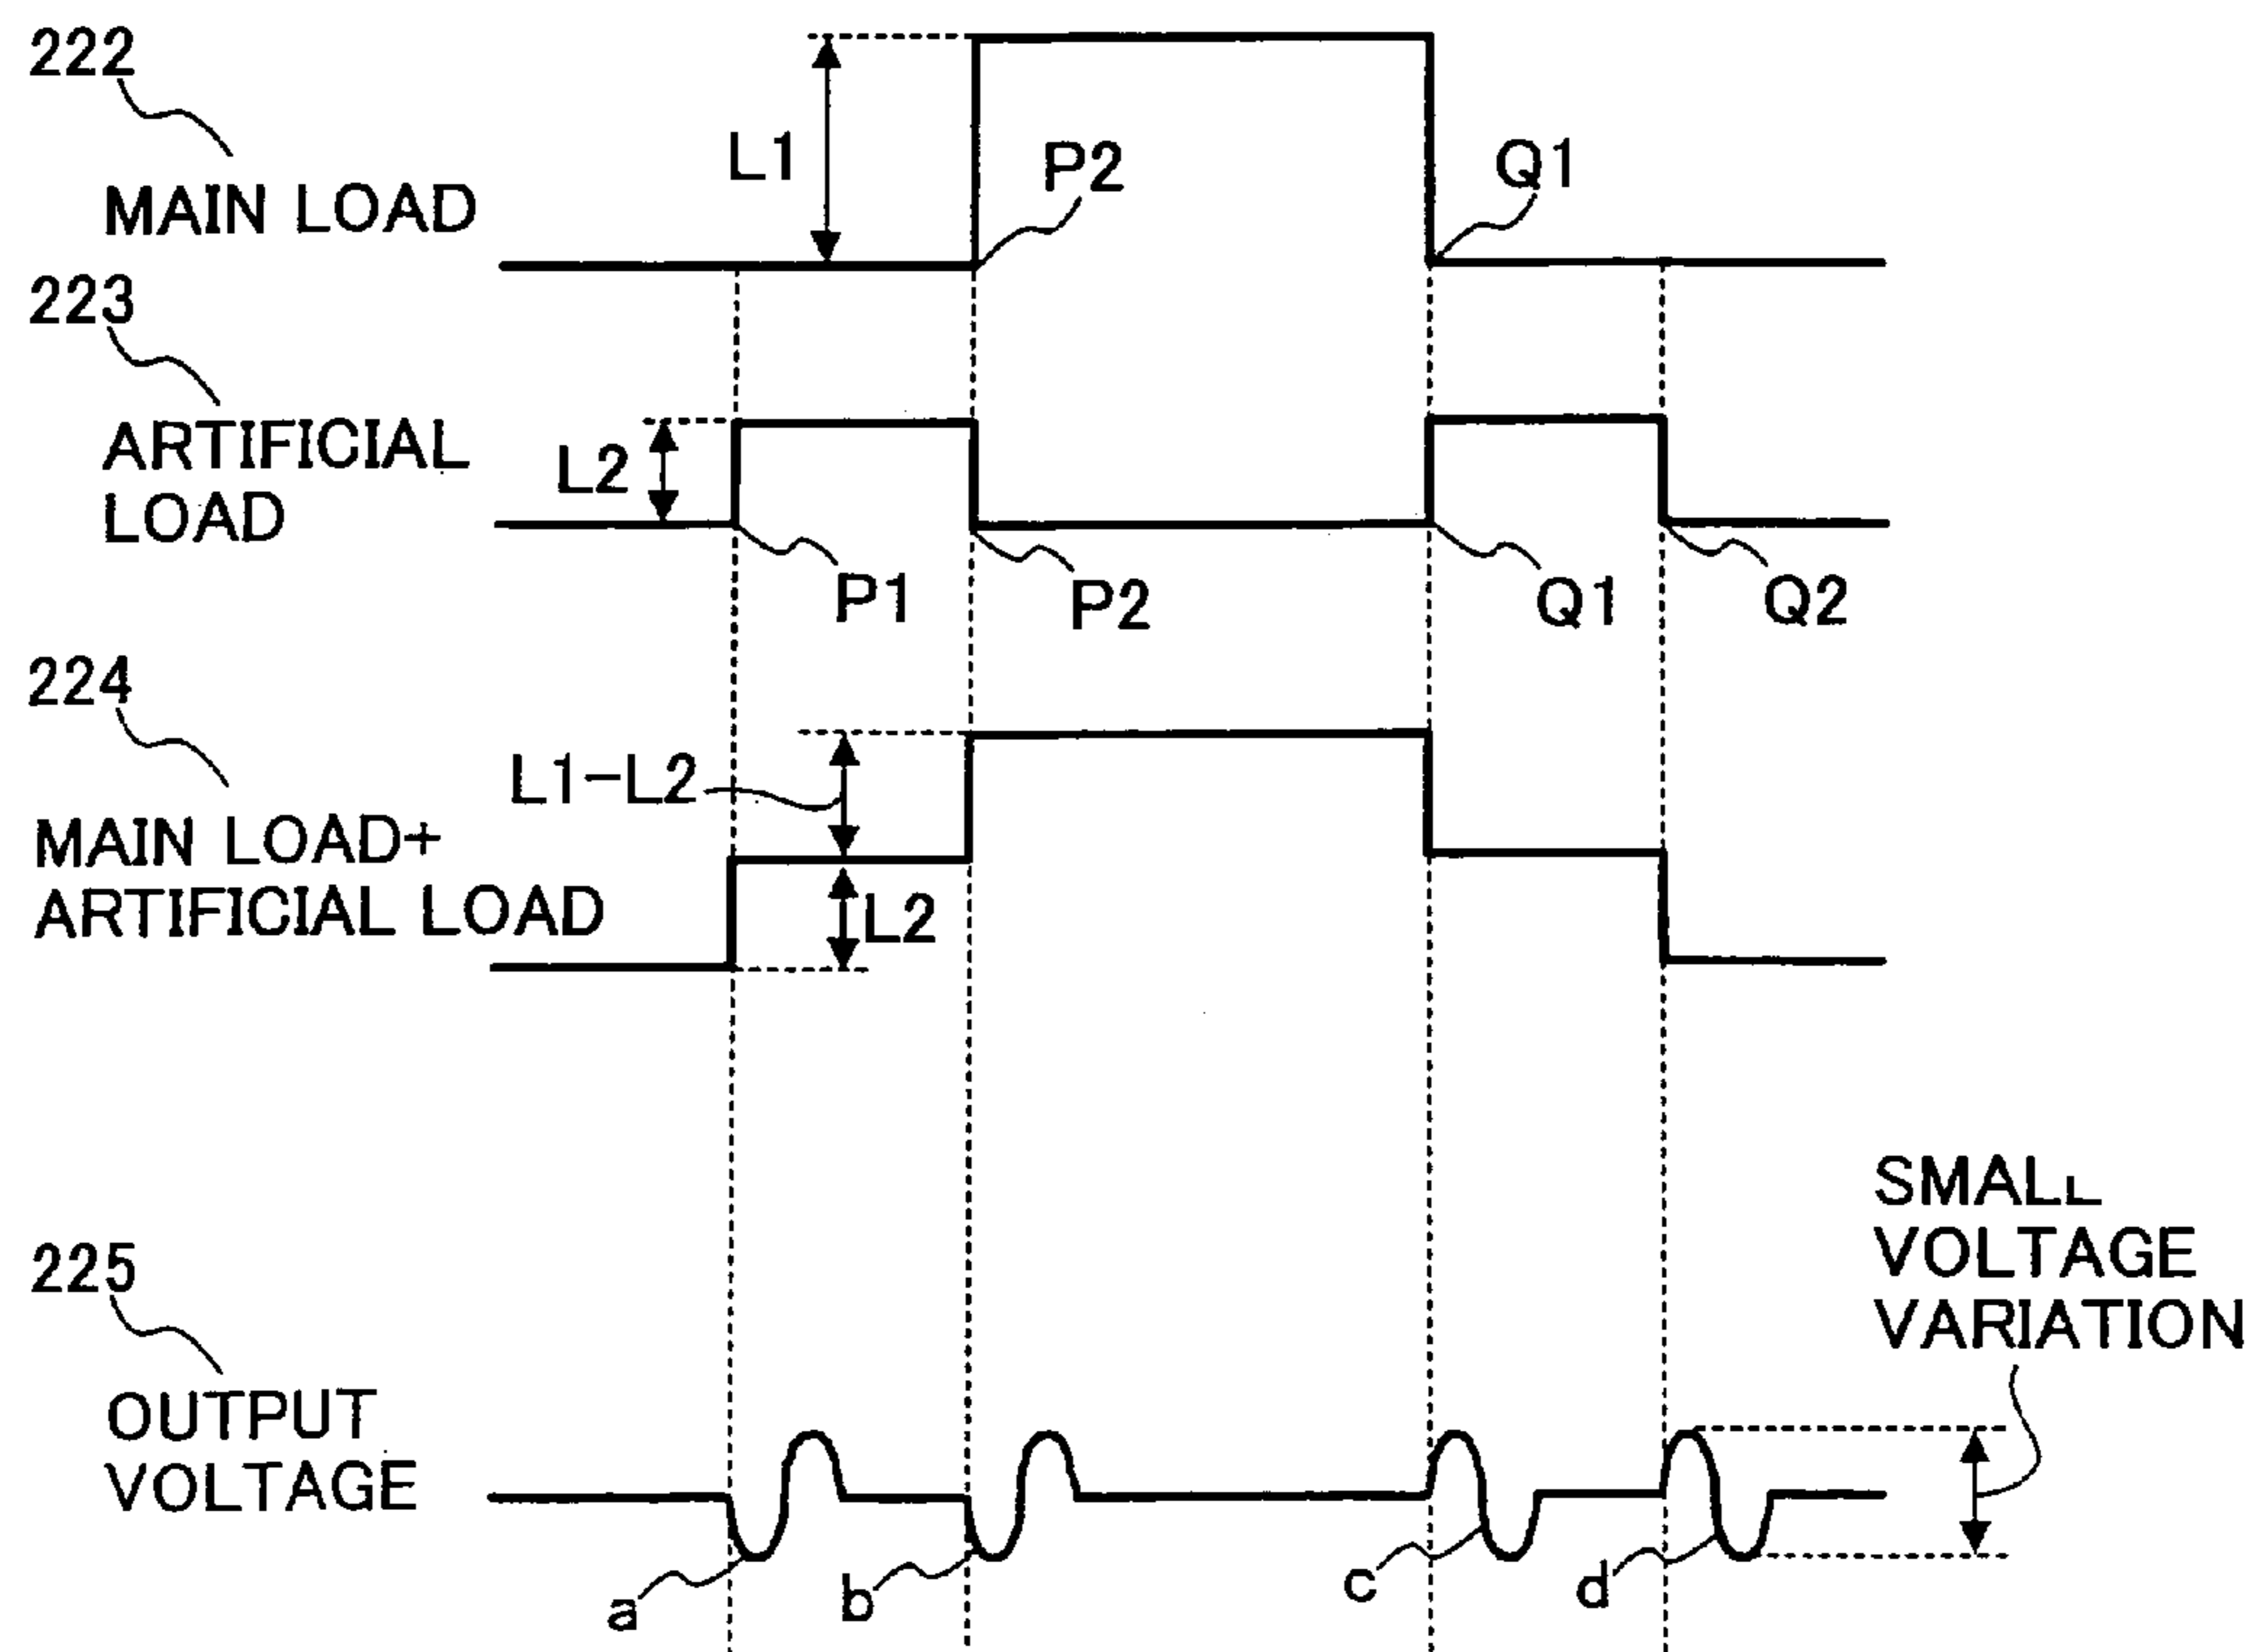 222
MAIN LOAD
L1
P2
Q1
223
ARTIFICIAL
LOAD
L2
P1
P2
Q1
Q2
224
MAIN LOAD+
ARTIFICIAL LOAD
L1-L2
L2
225
OUTPUT
VOLTAGE
a
b
c
d
SMALL
VOLTAGE
VARIATION